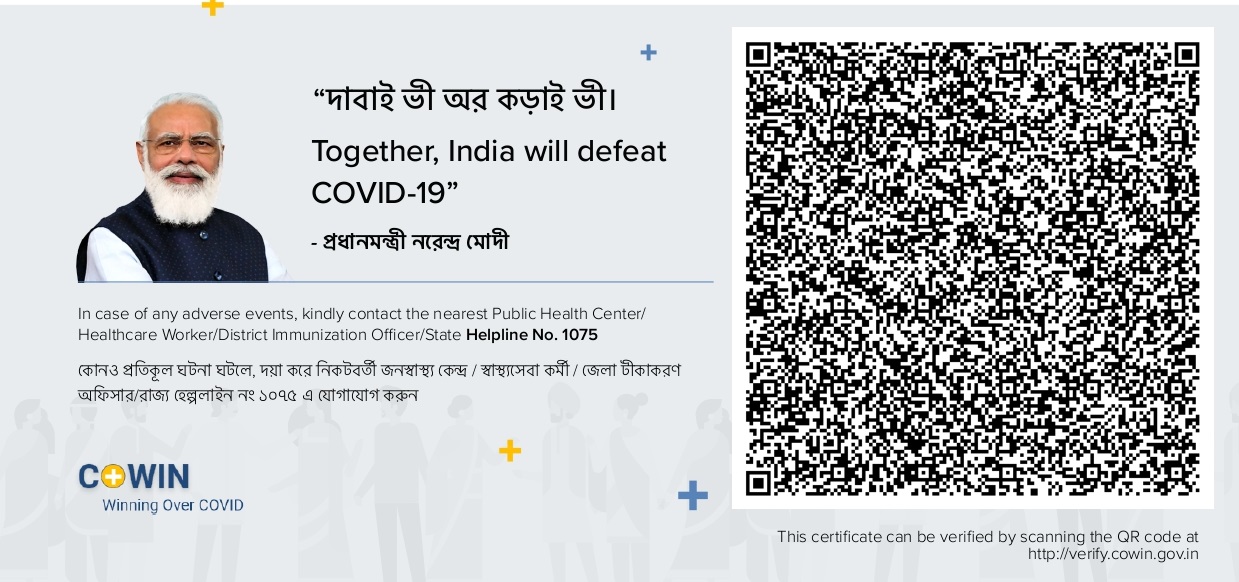 “দাবাই ভী অর কড়াই ভী।
Together, India will defeat
COVID-19”
- প্রধানমন্ত্রী নরেন্দ্র মোদী
In case of any adverse events, kindly contact the nearest Public Health Center/
Healthcare Worker/District Immunization Officer/State Helpline No. 1075
কোনও প্রতিকূল ঘটনা ঘটলে, দয়া করে নিকটবর্তী জনস্বাস্থ্য কেন্দ্র / স্বাস্থ্যসেবা কর্মী / জেলা টীকাকরণ
অফিসার/রাজ্য হেল্পলাইন নং ১০৭৫ এ যোগাযোগ করুন
COWIN
Winning Over COVID
This certificate can be verified by scanning the QR code at
http://verify.cowin.gov.in